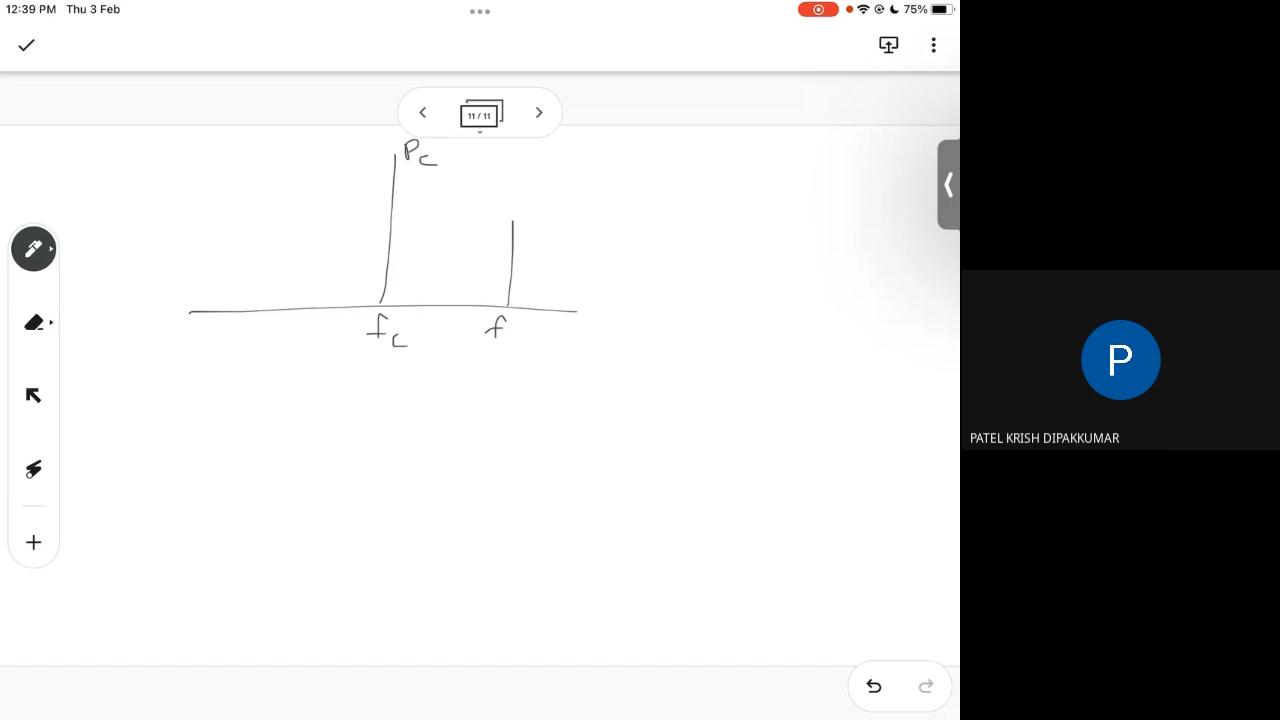 12:39 PM Thu 3 Feb
75%
11 / 11
Pc
fc f
P
PATEL KRISH DIPAKKUMAR